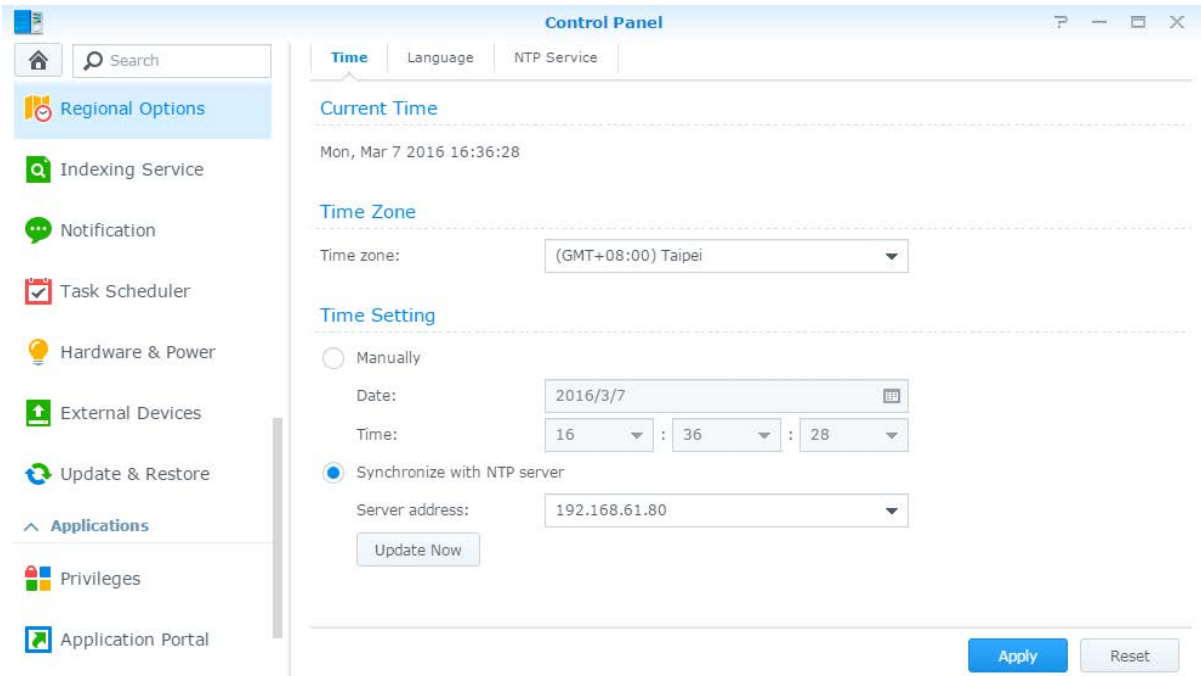 Control Panel
Search
Regional Options
Indexing Service
Notification
Task Scheduler
Hardware & Power
External Devices
Update & Restore
Applications
Privileges
Application Portal
Time Language NTP Service
Current Time
Mon, Mar 7 2016 16:36:28
Time Zone
Time zone: (GMT+08:00) Taipei
Time Setting
Manually
Date: 2016/3/7
Time: 16 : 36 : 28
Synchronize with NTP server
Server address: 192.168.61.80
Update Now
Apply Reset